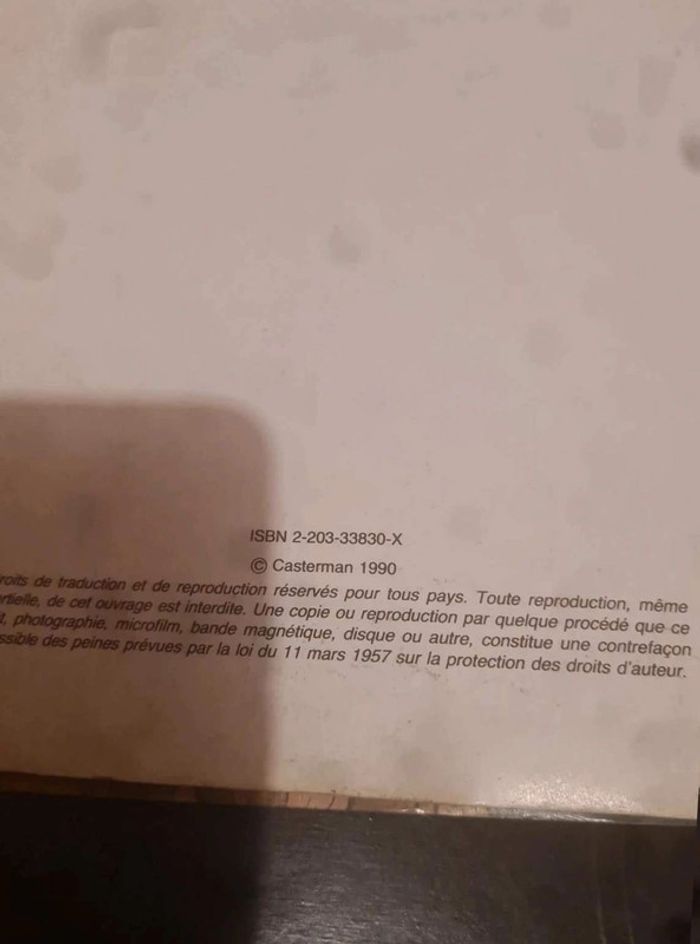 ISBN 2-203-33830-X
© Casterman 1990
roits de traduction et de reproduction réservés pour tous pays. Toute reproduction, même
rtielle, de cet ouvrage est interdite. Une copie ou reproduction par quelque procédé que ce
t, photographie, microfilm, bande magnétique, disque ou autre, constitue une contrefaçon
ssible des peines prévues par la loi du 11 mars 1957 sur la protection des droits d'auteur.